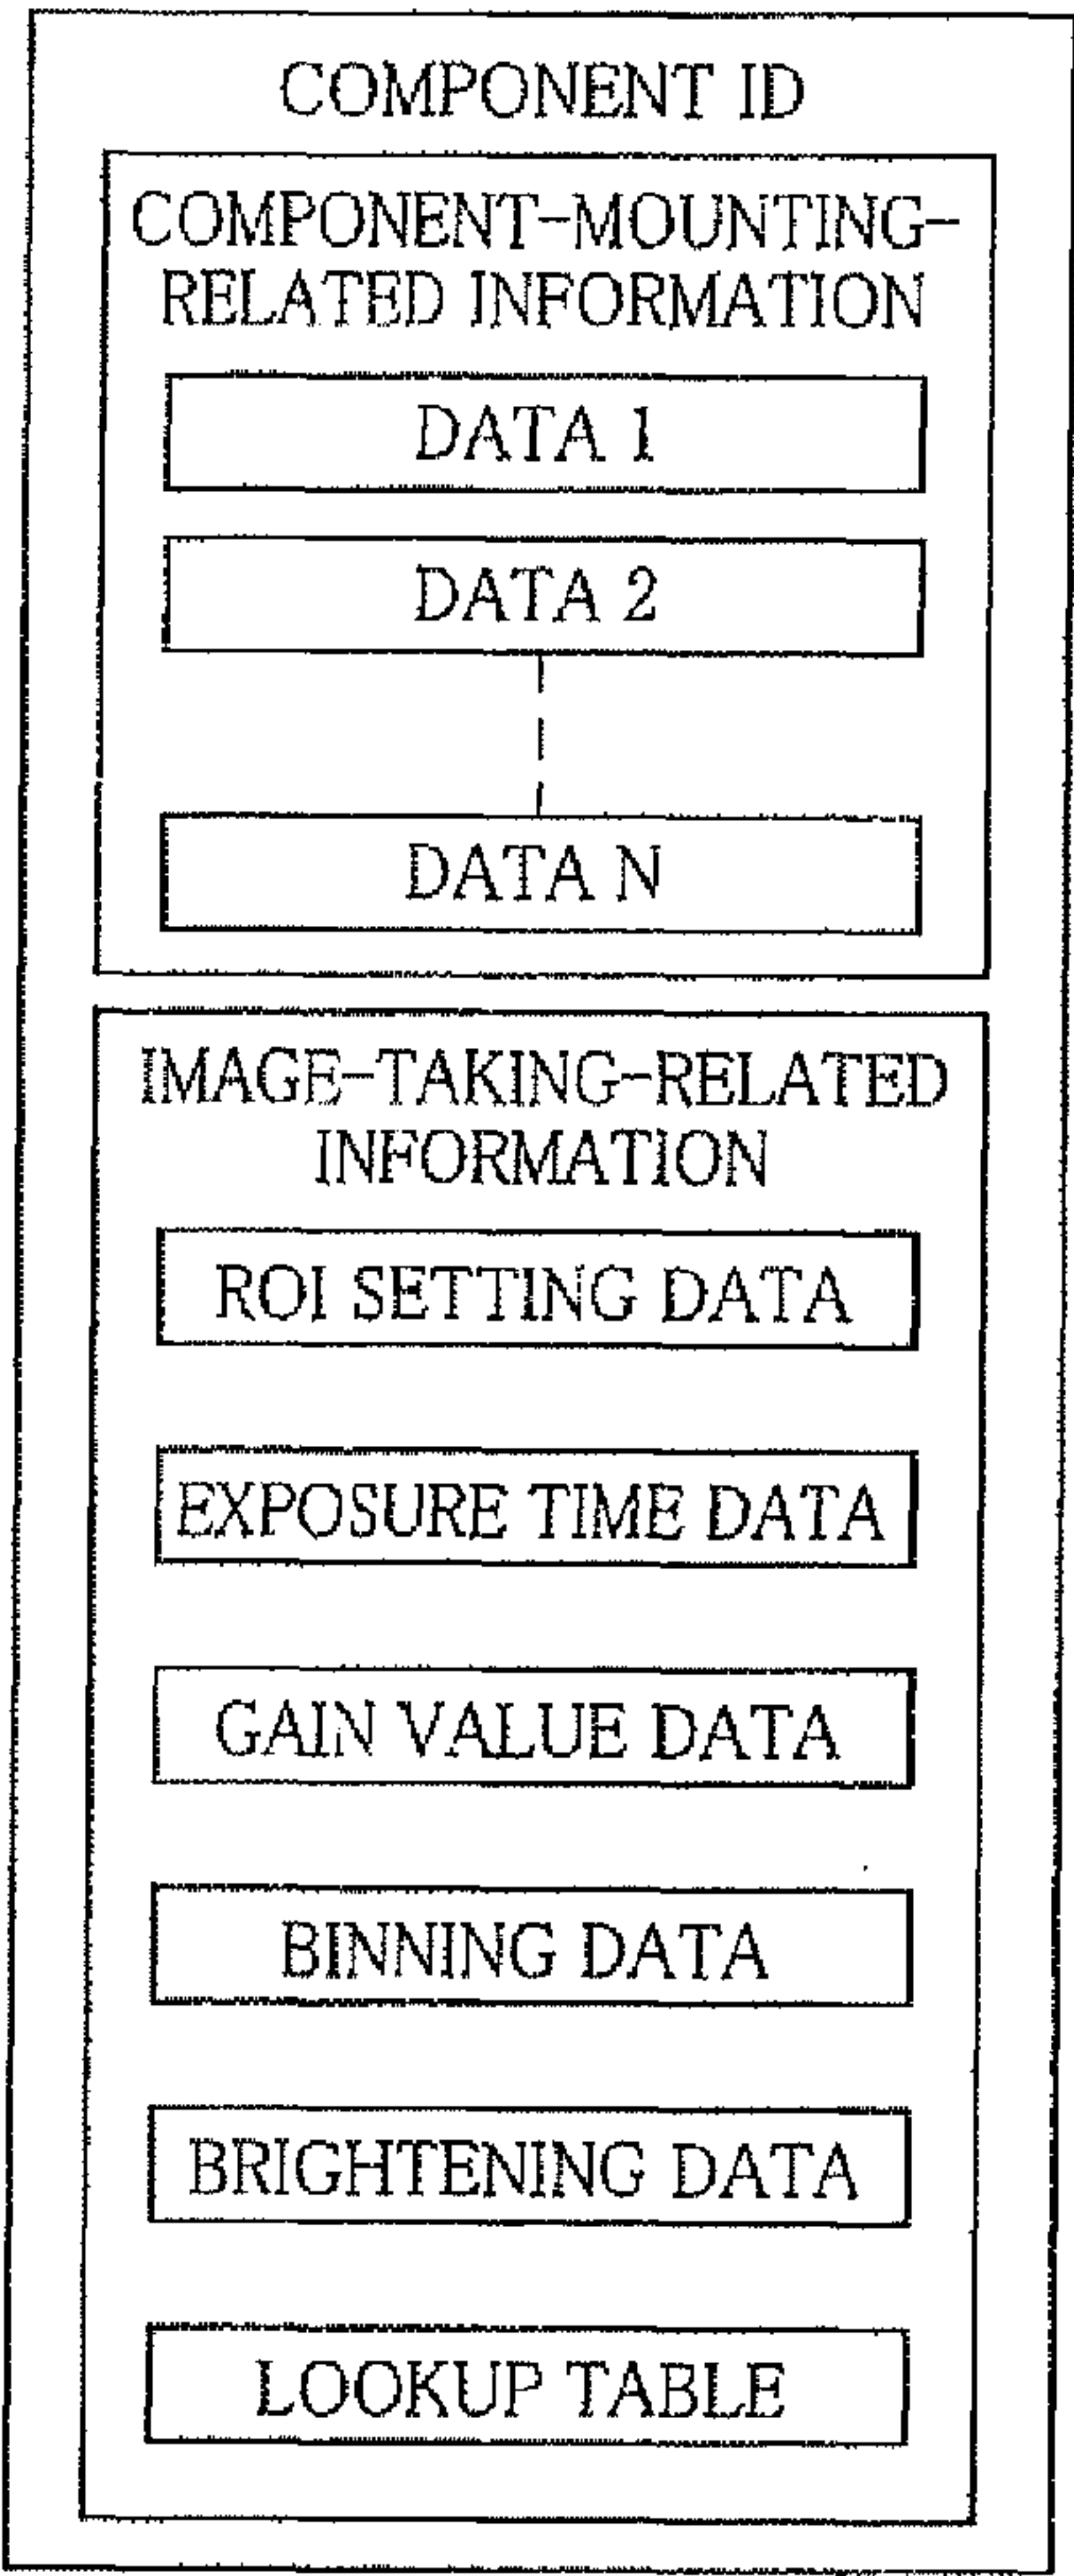 COMPONENT ID
COMPONENT-MOUNTING-
RELATED INFORMATION
DATA 1
DATA 2
DATA N
IMAGE-TAKING-RELATED
INFORMATION
ROI SETTING DATA
EXPOSURE TIME DATA
GAIN VALUE DATA
BINNING DATA
BRIGHTENING DATA
LOOKUP TABLE